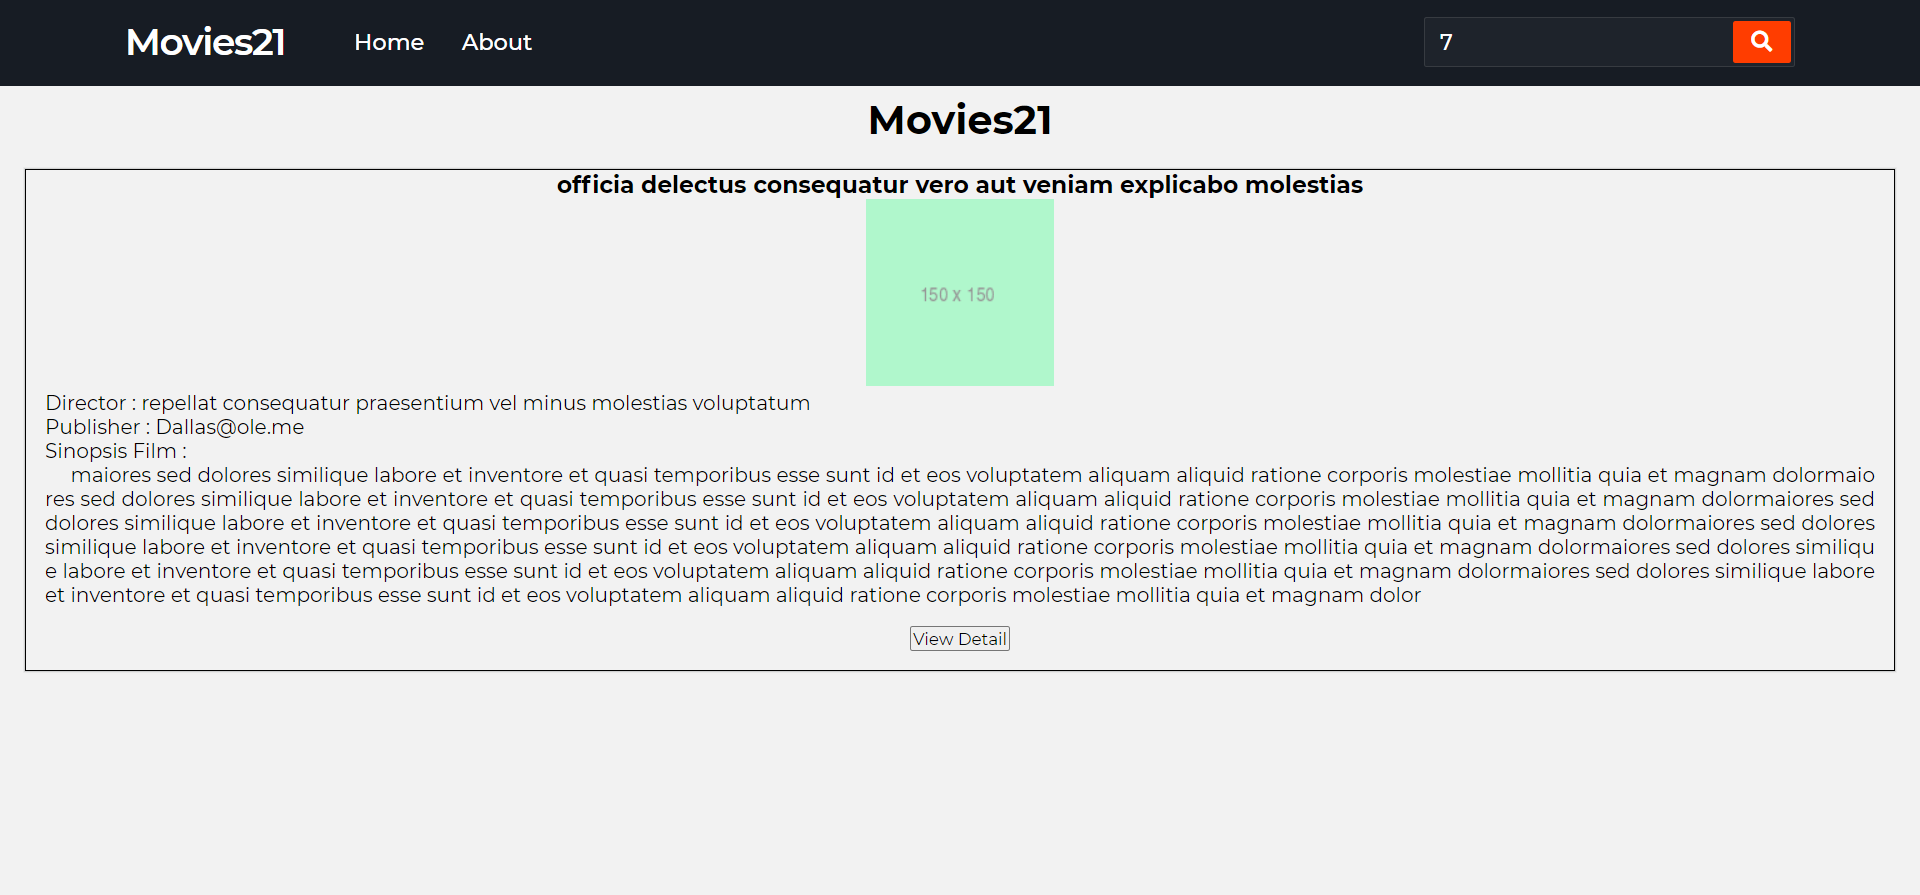 Movies21 Home About 7
Movies21
officia delectus consequatur vero aut veniam explicabo molestias
150 x 150
Director : repellat consequatur praesentium vel minus molestias voluptatum
Publisher : Dallas@ole.me
Sinopsis Film :
maiores sed dolores similique labore et inventore et quasi temporibus esse sunt id et eos voluptatem aliquam aliquid ratione corporis molestiae mollitia quia et magnam dolormaio
res sed dolores similique labore et inventore et quasi temporibus esse sunt id et eos voluptatem aliquam aliquid ratione corporis molestiae mollitia quia et magnam dolormaiores sed
dolores similique labore et inventore et quasi temporibus esse sunt id et eos voluptatem aliquam aliquid ratione corporis molestiae mollitia quia et magnam dolormaiores sed dolores
similique labore et inventore et quasi temporibus esse sunt id et eos voluptatem aliquam aliquid ratione corporis molestiae mollitia quia et magnam dolormaiores sed dolores similiqu
e labore et inventore et quasi temporibus esse sunt id et eos voluptatem aliquam aliquid ratione corporis molestiae mollitia quia et magnam dolormaiores sed dolores similique labore
et inventore et quasi temporibus esse sunt id et eos voluptatem aliquam aliquid ratione corporis molestiae mollitia quia et magnam dolor
View Detail